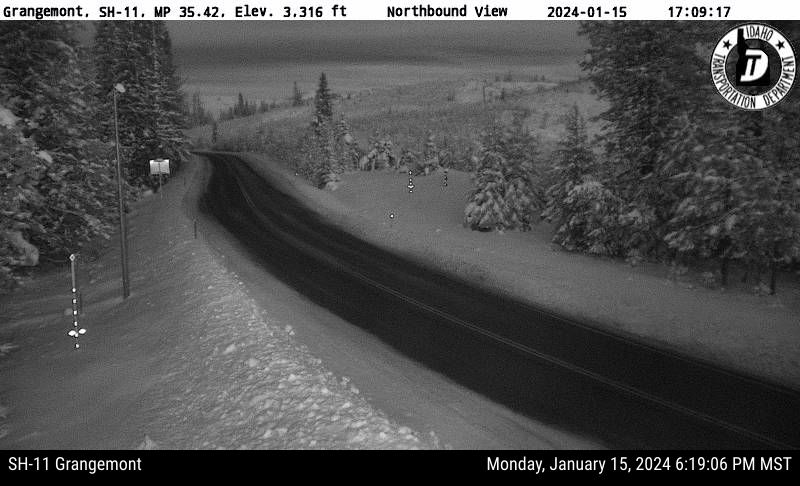 Grangemont, SH-11, MP 35.42, Elev. 3,316 ft Northbound View 2024-01-15 17:09:17
IDAHO
TRANSPORTATION DEPARTMENT
SH-11 Grangemont Monday, January 15, 2024 6:19:06 PM MST